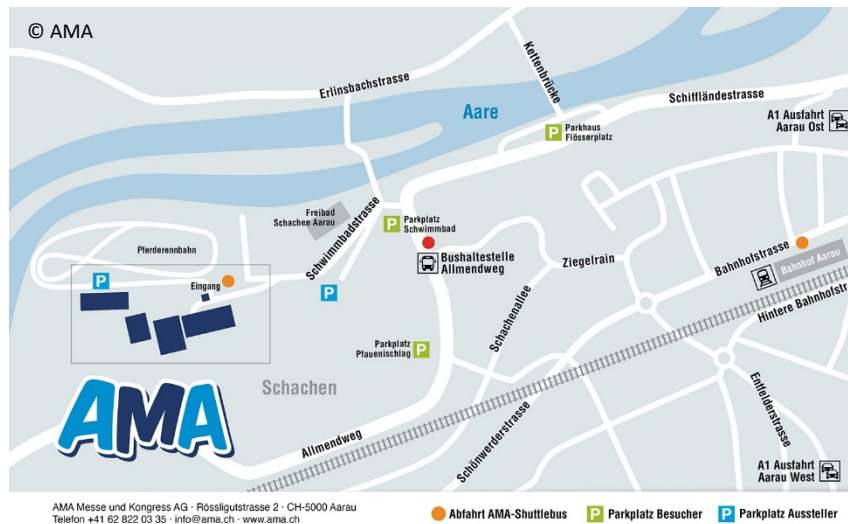 © AMA
Kettenbrücke
Erlinsbachstrasse
Schiffländestrasse
Aare
A1 Ausfahrt
Aarau Ost
P Parkhaus
Flösserplatz
Freibad
Schachen Aarau
P Parkplatz
Schwimmbad
Schwimmbadstrasse
Pferderennbahn
Bushaltestelle
Allmendweg
Ziegelrain
Bahnhofstrasse
Bahnhof Aarau
P
Eingang
P
Hintere Bahnhofstr
Schachenallee
Parkplatz
Pfauenischlag
P
Schachen
AMA
Allmendweg
Schönwerderstrasse
Entfelderstrasse
A1 Ausfahrt
Aarau West
AMA Messe und Kongress AG · Rössligutstrasse 2 · CH-5000 Aarau
Telefon +41 62 822 03 35 · info@ama.ch · www.ama.ch
Abfahrt AMA-Shuttlebus
P Parkplatz Besucher
P Parkplatz Aussteller